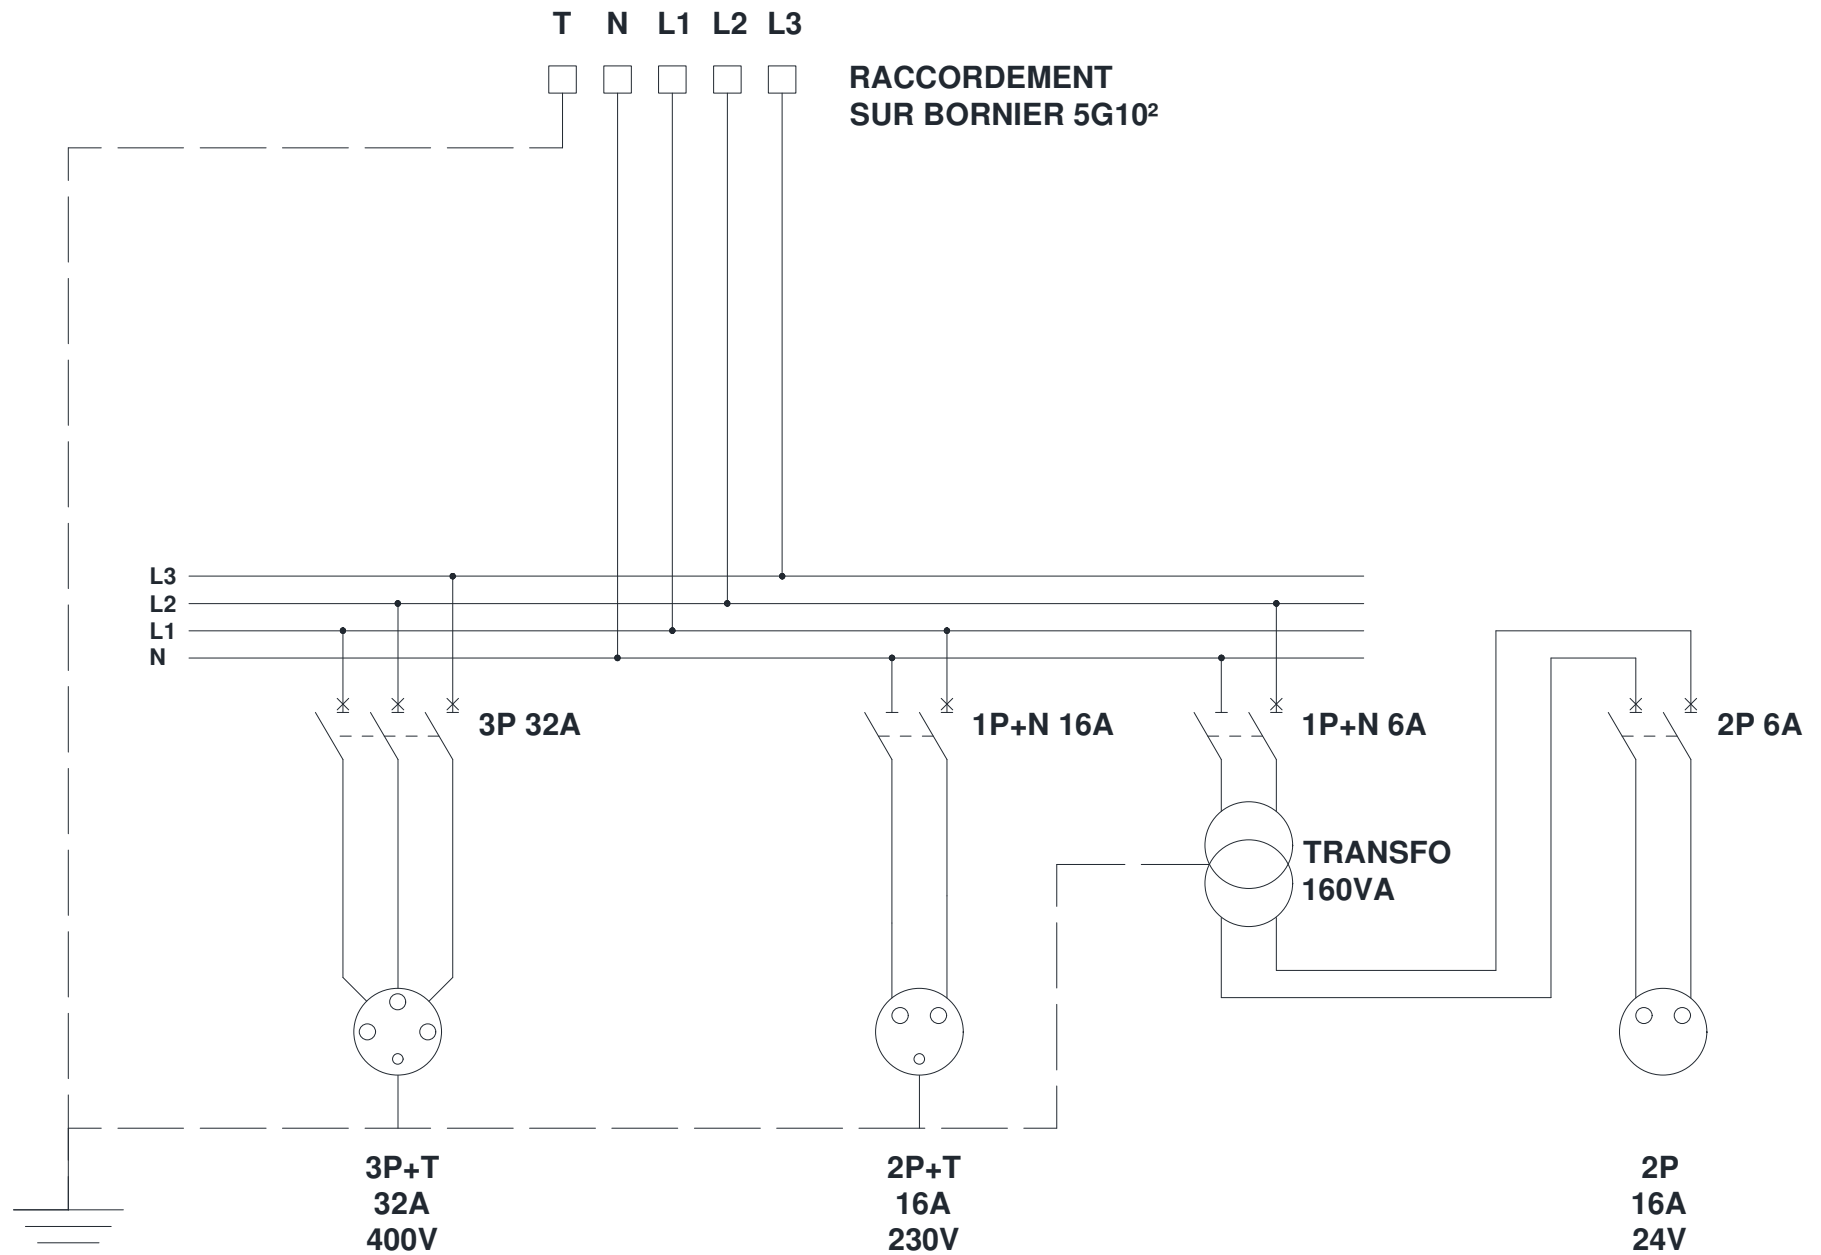 T N L1 L2 L3
RACCORDEMENT
SUR BORNIER 5G10²
L3
L2
L1
N
3P 32A
1P+N 16A
1P+N 6A
2P 6A
TRANSFO
160VA
3P+T
32A
400V
2P+T
16A
230V
2P
16A
24V